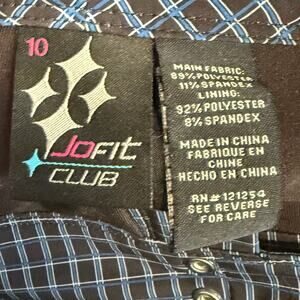 10
JoFit
CLUB
MAIN FABRIC:
89% POLYESTER
11% SPANDEX
LINING:
92% POLYESTER
8% SPANDEX
MADE IN CHINA
FABRIQUE EN
CHINE
HECHO EN CHINA
RN#121254
SEE REVERSE
FOR CARE